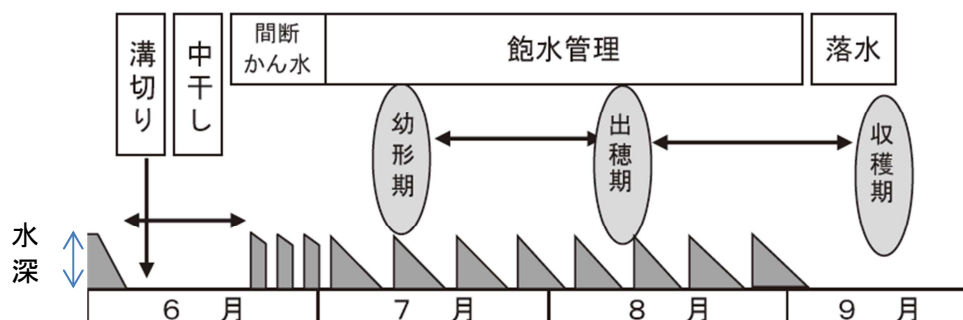 溝切り
中干し
間断
かん水
飽水管理
落水
幼形期
出穂期
収穫期
水深
6 月
7 月
8 月
9 月